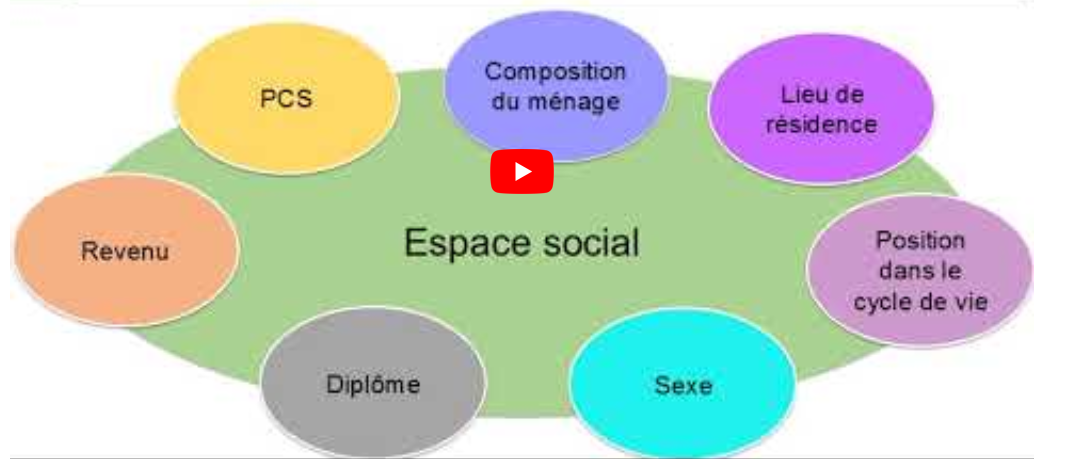 PCS
Composition
du ménage
Lieu de
résidence
Revenu
Espace social
Position
dans le
cycle de vie
Diplôme
Sexe